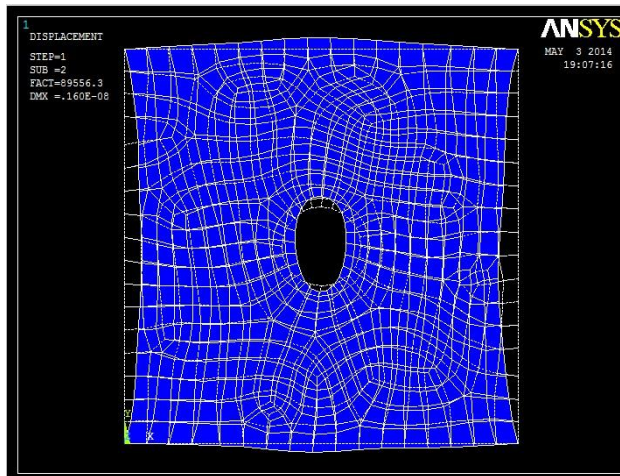 1
DISPLACEMENT
STEP=1
SUB =2
FACT=89556.3
DMX =.160E-08
ANSYS
MAY  3 2014
19:07:16
Y
X